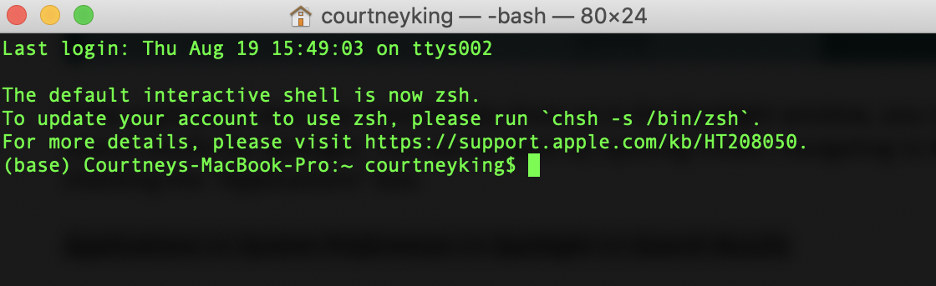 courtneyking — -bash — 80×24
Last login: Thu Aug 19 15:49:03 on ttys002
The default interactive shell is now zsh.
To update your account to use zsh, please run `chsh -s /bin/zsh`.
For more details, please visit https://support.apple.com/kb/HT208050.
(base) Courtneys-MacBook-Pro:~ courtneyking$